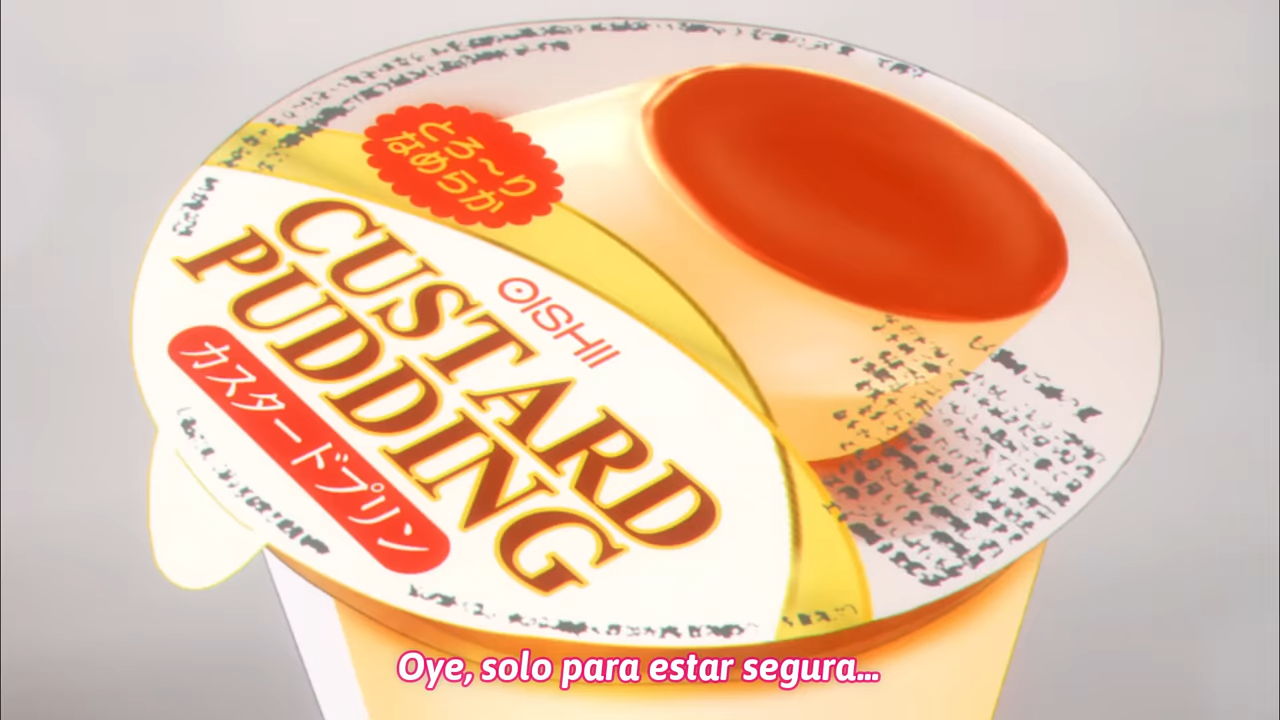 とろ～り
なめらか
OISHII
CUSTARD
PUDDING
カスタードプリン
Oye, solo para estar segura...